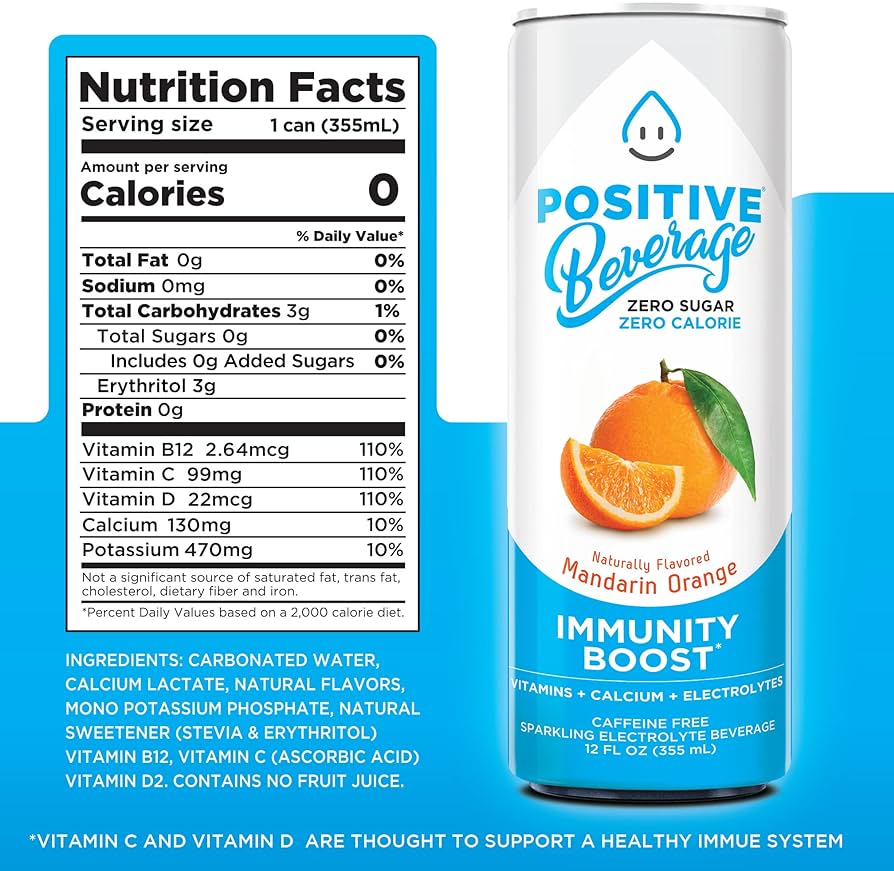 Nutrition Facts
Serving size 1 can (355mL)
Amount per serving
Calories 0
% Daily Value*
Total Fat 0g 0%
Sodium 0mg 0%
Total Carbohydrates 3g 1%
Total Sugars 0g 0%
Includes 0g Added Sugars 0%
Erythritol 3g
Protein 0g
Vitamin B12 2.64mcg 110%
Vitamin C 99mg 110%
Vitamin D 22mcg 110%
Calcium 130mg 10%
Potassium 470mg 10%
Not a significant source of saturated fat, trans fat,
cholesterol, dietary fiber and iron.
*Percent Daily Values based on a 2,000 calorie diet.
INGREDIENTS: CARBONATED WATER,
CALCIUM LACTATE, NATURAL FLAVORS,
MONO POTASSIUM PHOSPHATE, NATURAL
SWEETENER (STEVIA & ERYTHRITOL)
VITAMIN B12, VITAMIN C (ASCORBIC ACID)
VITAMIN D2. CONTAINS NO FRUIT JUICE.
POSITIVE®
Beverage
ZERO SUGAR
ZERO CALORIE
Naturally Flavored
Mandarin Orange
IMMUNITY
BOOST*
VITAMINS + CALCIUM + ELECTROLYTES
CAFFEINE FREE
SPARKLING ELECTROLYTE BEVERAGE
12 FL OZ (355 mL)
*VITAMIN C AND VITAMIN D ARE THOUGHT TO SUPPORT A HEALTHY IMMUE SYSTEM